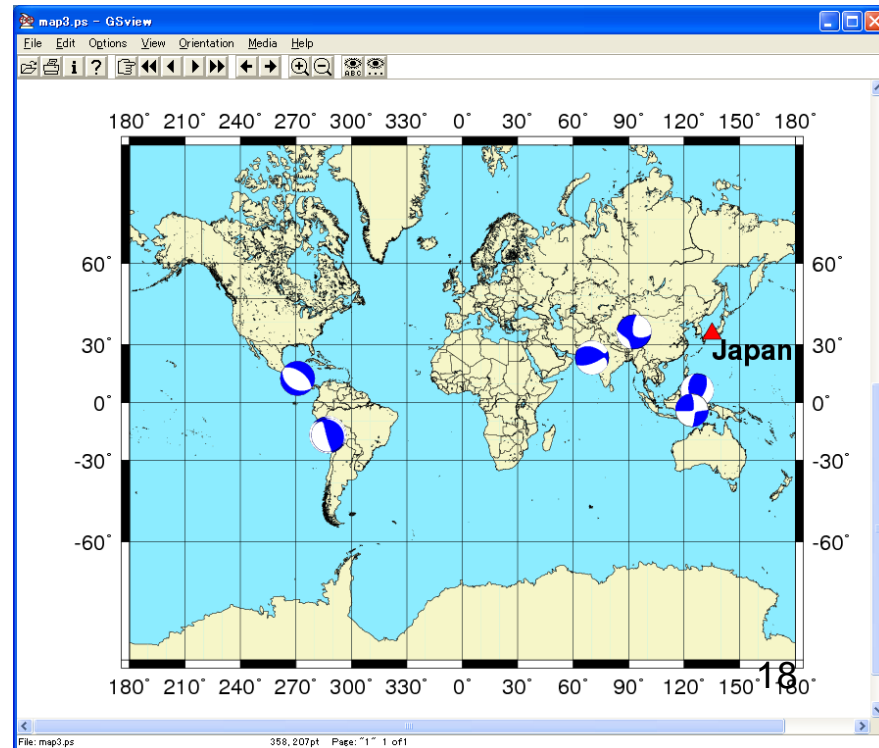 map3.ps - GSview
File Edit Options View Orientation Media Help
i ? ABC
180° 210° 240° 270° 300° 330° 0° 30° 60° 90° 120° 150° 180°
60° 60°
30° Japan 30°
0° 0°
-30° -30°
-60° -60°
180° 210° 240° 270° 300° 330° 0° 30° 60° 90° 120° 150° 180°
18
File: map3.ps 358, 207pt Page: "1" 1 of 1